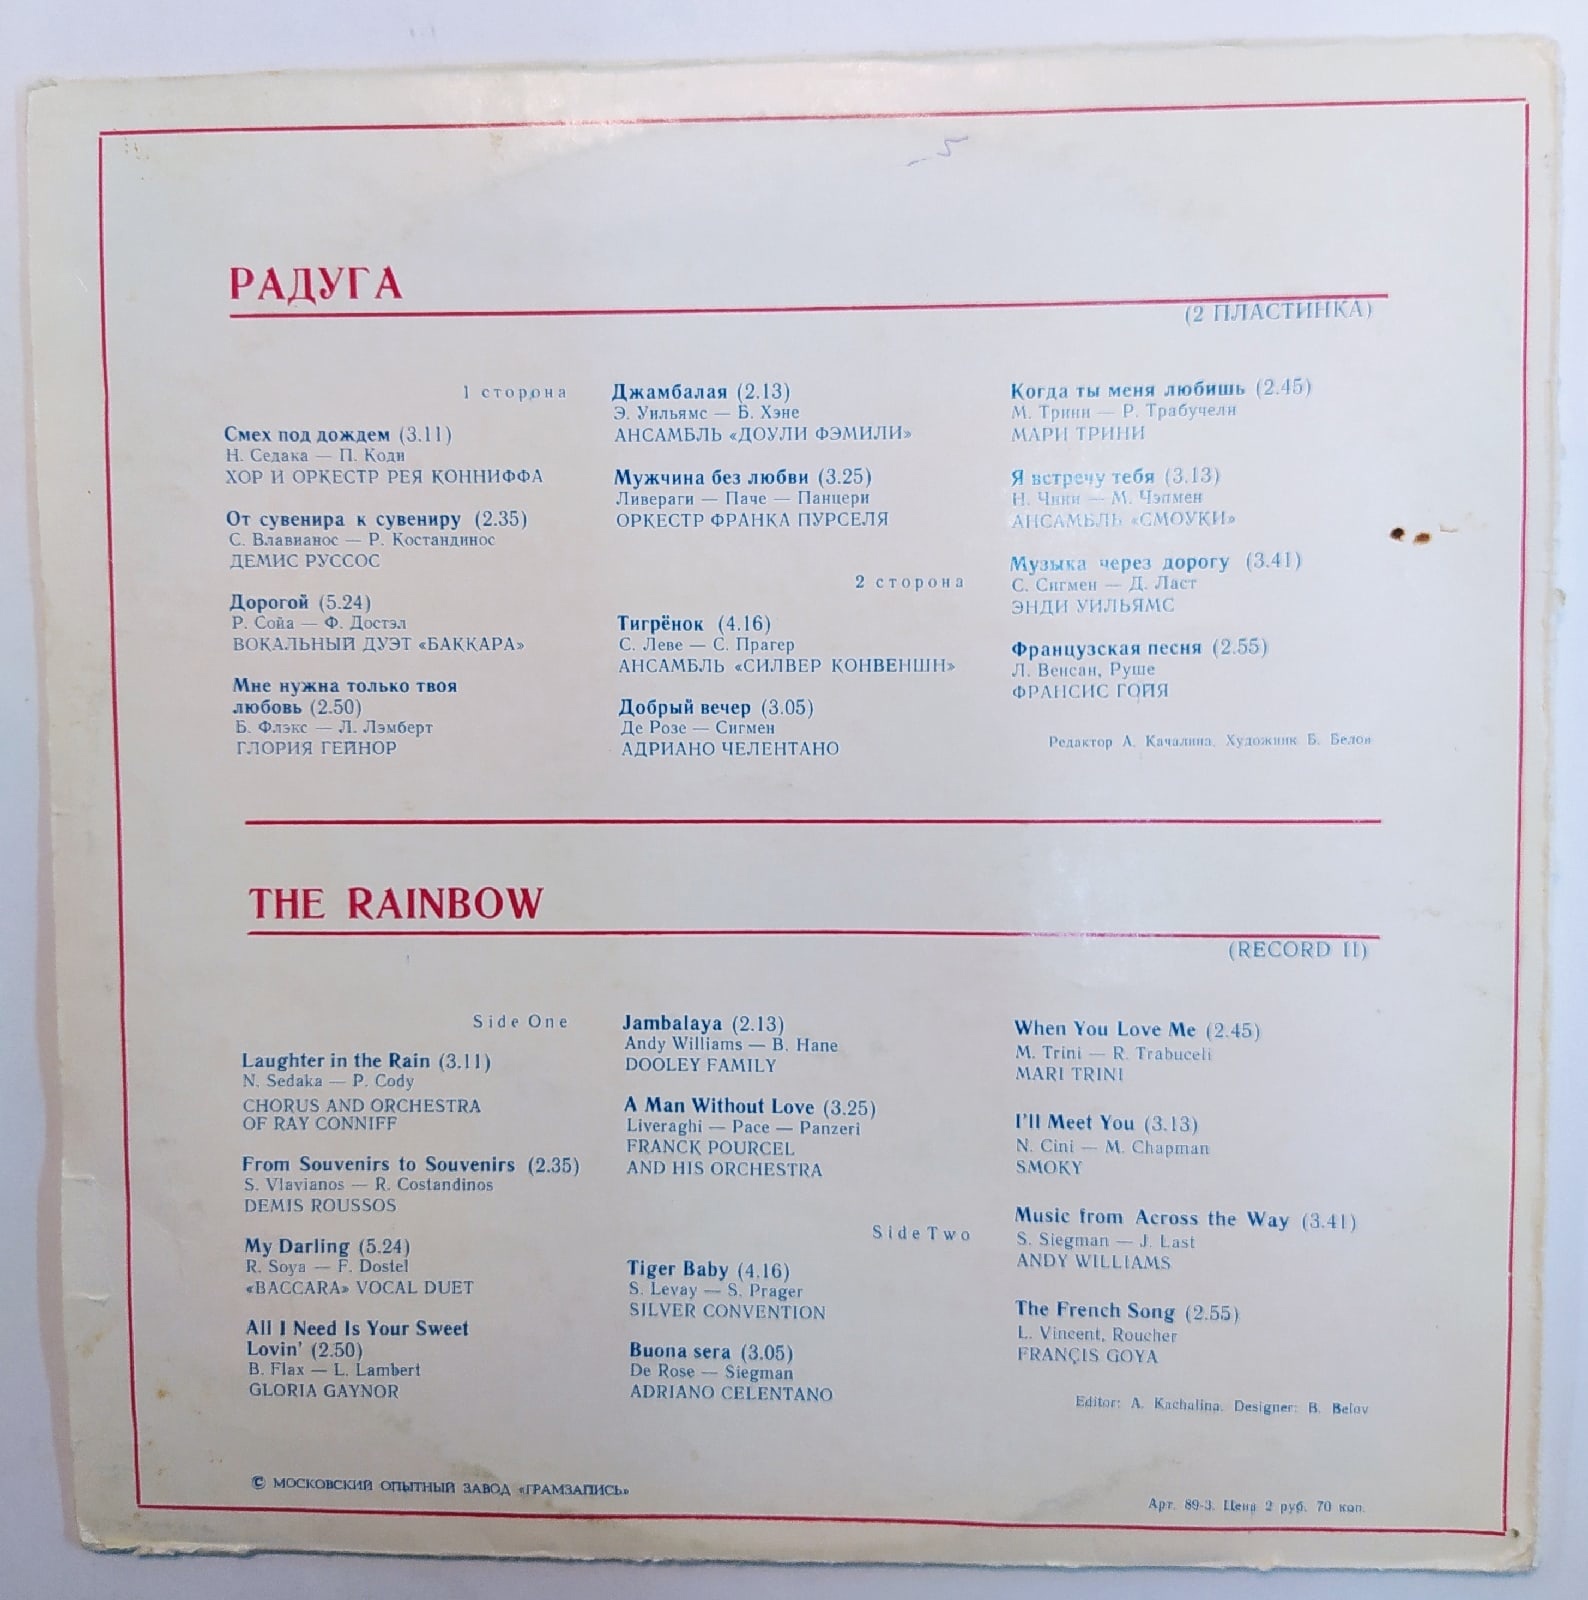 РАДУГА
(2 ПЛАСТИНКА)
1 сторона
Смех под дождем (3.11)
Н. Седака — П. Коди
ХОР И ОРКЕСТР РЕЯ КОННИФФА
От сувенира к сувениру (2.35)
С. Влавианос — Р. Костандинос
ДЕМИС РУССОС
Дорогой (5.24)
Р. Сойа — Ф. Достэл
ВОКАЛЬНЫЙ ДУЭТ «БАККАРА»
Мне нужна только твоя
любовь (2.50)
Б. Флэкс — Л. Лэмберт
ГЛОРИЯ ГЕЙНОР
Джамбалая (2.13)
Э. Уильямс — Б. Хэне
АНСАМБЛЬ «ДОУЛИ ФЭМИЛИ»
Мужчина без любви (3.25)
Ливераги — Паче — Панцери
ОРКЕСТР ФРАНКА ПУРСЕЛЯ
2 сторона
Тигрёнок (4.16)
С. Леве — С. Прагер
АНСАМБЛЬ «СИЛВЕР КОНВЕНШН»
Добрый вечер (3.05)
Де Розе — Сигмен
АДРИАНО ЧЕЛЕНТАНО
Когда ты меня любишь (2.45)
М. Трини — Р. Трабучели
МАРИ ТРИНИ
Я встречу тебя (3.13)
Н. Чини — М. Чэпмен
АНСАМБЛЬ «СМОУКИ»
Музыка через дорогу (3.41)
С. Сигмен — Д. Ласт
ЭНДИ УИЛЬЯМС
Французская песня (2.55)
Л. Венсан, Руше
ФРАНСИС ГОЙЯ
Редактор А. Качалина. Художник Б. Белов
THE RAINBOW
(RECORD II)
Side One
Laughter in the Rain (3.11)
N. Sedaka — P. Cody
CHORUS AND ORCHESTRA
OF RAY CONNIFF
From Souvenirs to Souvenirs (2.35)
S. Vlavianos — R. Costandinos
DEMIS ROUSSOS
My Darling (5.24)
R. Soya — F. Dostel
«BACCARA» VOCAL DUET
All I Need Is Your Sweet
Lovin' (2.50)
B. Flax — L. Lambert
GLORIA GAYNOR
Jambalaya (2.13)
Andy Williams — B. Hane
DOOLEY FAMILY
A Man Without Love (3.25)
Liveraghi — Pace — Panzeri
FRANCK POURCEL
AND HIS ORCHESTRA
Side Two
Tiger Baby (4.16)
S. Levay — S. Prager
SILVER CONVENTION
Buona sera (3.05)
De Rose — Siegman
ADRIANO CELENTANO
When You Love Me (2.45)
M. Trini — R. Trabuceli
MARI TRINI
I'll Meet You (3.13)
N. Cini — M. Chapman
SMOKY
Music from Across the Way (3.41)
S. Siegman — J. Last
ANDY WILLIAMS
The French Song (2.55)
L. Vincent, Roucher
FRANÇIS GOYA
Editor: A. Kachalina. Designer: B. Belov
© МОСКОВСКИЙ ОПЫТНЫЙ ЗАВОД «ГРАМЗАПИСЬ»
Арт. 89-3. Цена 2 руб. 70 коп.